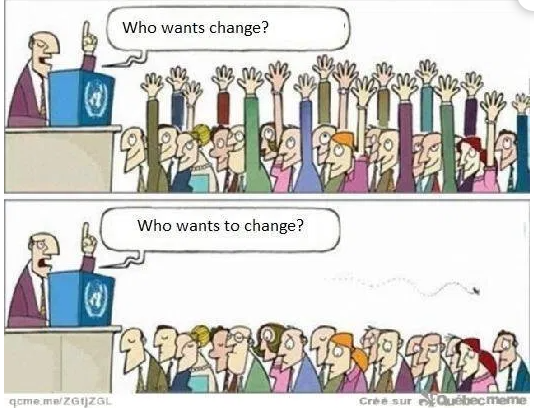 Who wants change?
Who wants to change?
qcme.me/ZGtjZGL
Créé sur Québecmeme